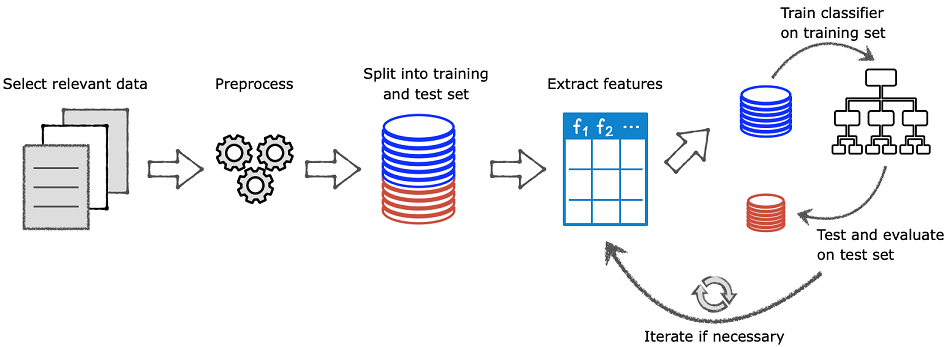 Select relevant data
Preprocess
Split into training
and test set
Extract features
f1 f2 ...
Train classifier
on training set
Test and evaluate
on test set
Iterate if necessary